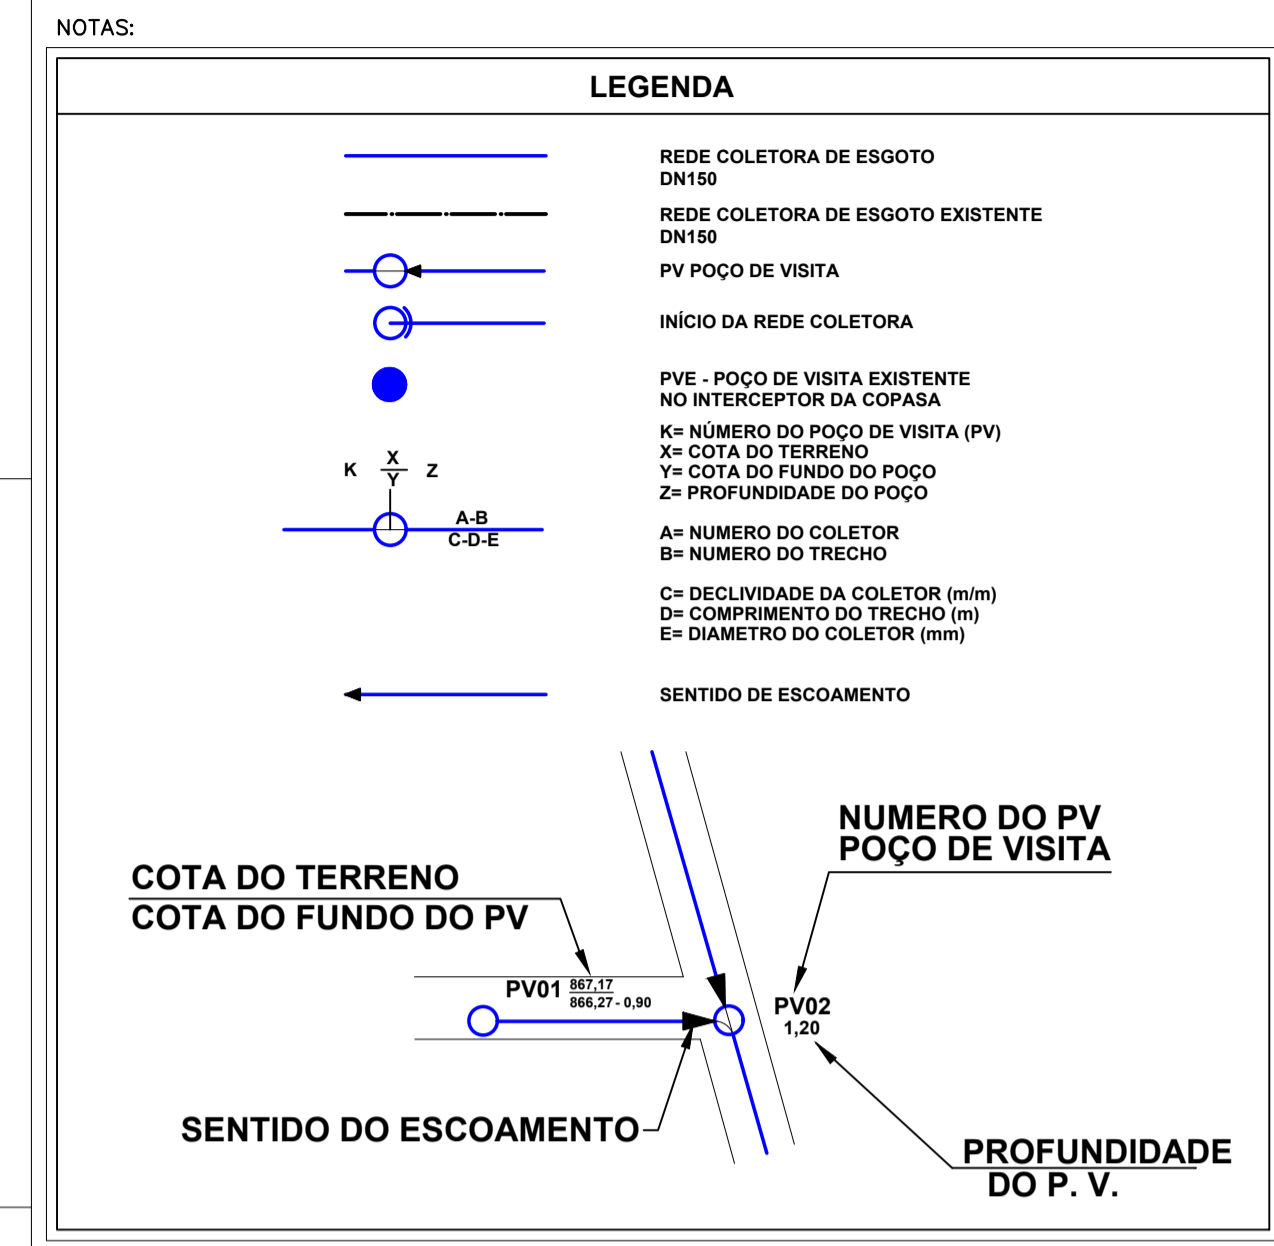 NOTAS:
LEGENDA
REDE COLETORA DE ESGOTO
DN150
REDE COLETORA DE ESGOTO EXISTENTE
DN150
PV POÇO DE VISITA
INÍCIO DA REDE COLETORA
PVE - POÇO DE VISITA EXISTENTE
NO INTERCEPTOR DA COPASA
K X Z
Y
A-B
C-D-E
K= NÚMERO DO POÇO DE VISITA (PV)
X= COTA DO TERRENO
Y= COTA DO FUNDO DO POÇO
Z= PROFUNDIDADE DO POÇO
A= NUMERO DO COLETOR
B= NUMERO DO TRECHO
C= DECLIVIDADE DA COLETOR (m/m)
D= COMPRIMENTO DO TRECHO (m)
E= DIAMETRO DO COLETOR (mm)
SENTIDO DE ESCOAMENTO
NUMERO DO PV
POÇO DE VISITA
COTA DO TERRENO
COTA DO FUNDO DO PV
PV01 867,17
866,27 - 0,90
PV02
1,20
SENTIDO DO ESCOAMENTO
PROFUNDIDADE
DO P. V.